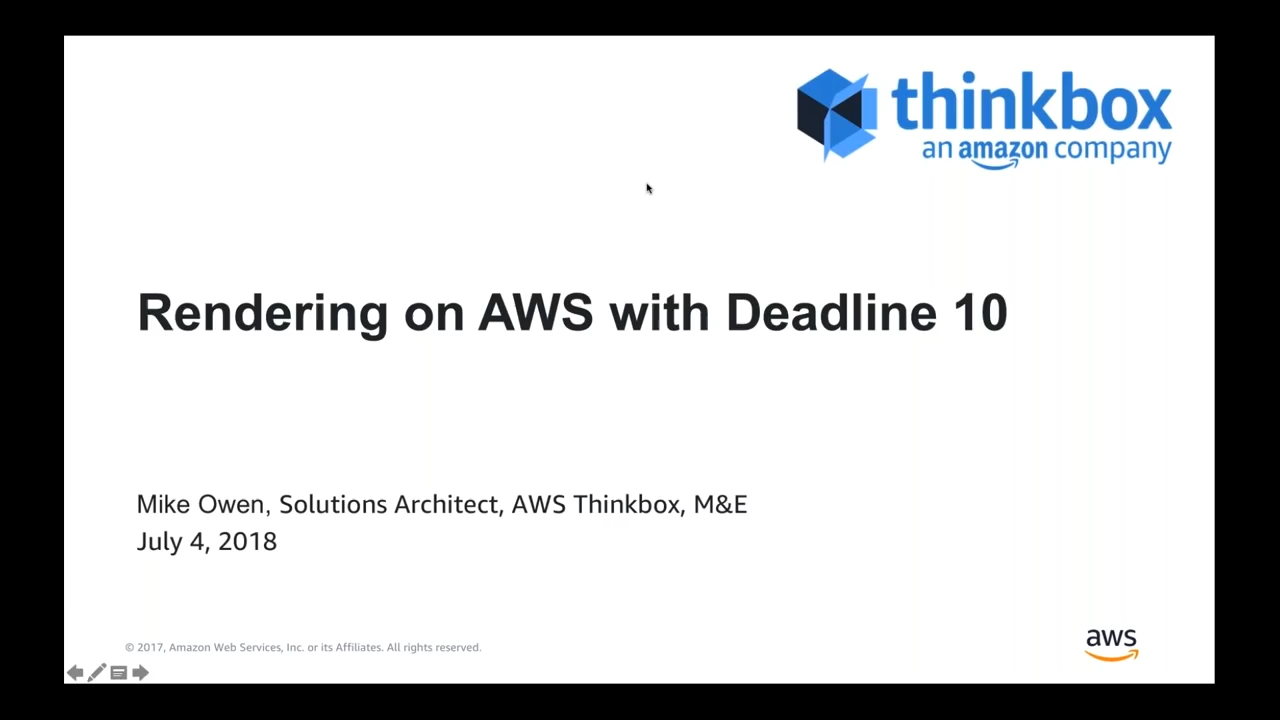 thinkbox
an amazon company
Rendering on AWS with Deadline 10
Mike Owen, Solutions Architect, AWS Thinkbox, M&E
July 4, 2018
© 2017, Amazon Web Services, Inc. or its Affiliates. All rights reserved.
aws